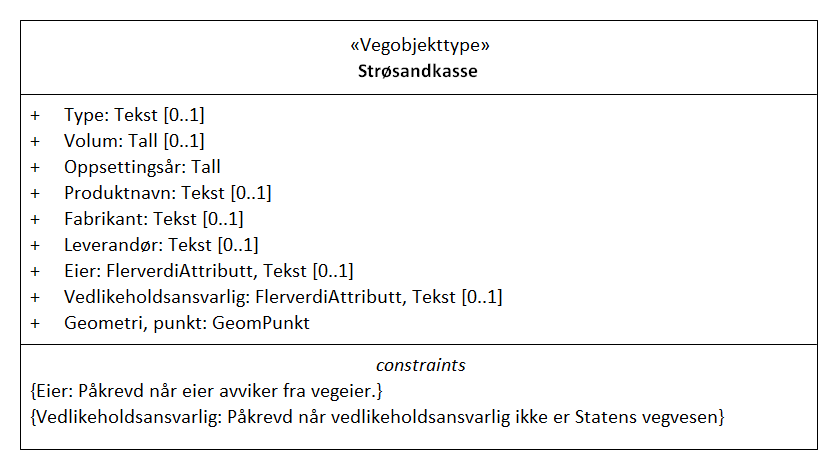 «Vegobjekttype»
Strøsandkasse
+ Type: Tekst [0..1]
+ Volum: Tall [0..1]
+ Oppsettingsår: Tall
+ Produktnavn: Tekst [0..1]
+ Fabrikant: Tekst [0..1]
+ Leverandør: Tekst [0..1]
+ Eier: FlerverdiAttributt, Tekst [0..1]
+ Vedlikeholdsansvarlig: FlerverdiAttributt, Tekst [0..1]
+ Geometri, punkt: GeomPunkt
constraints
{Eier: Påkrevd når eier avviker fra vegeier.}
{Vedlikeholdsansvarlig: Påkrevd når vedlikeholdsansvarlig ikke er Statens vegvesen}